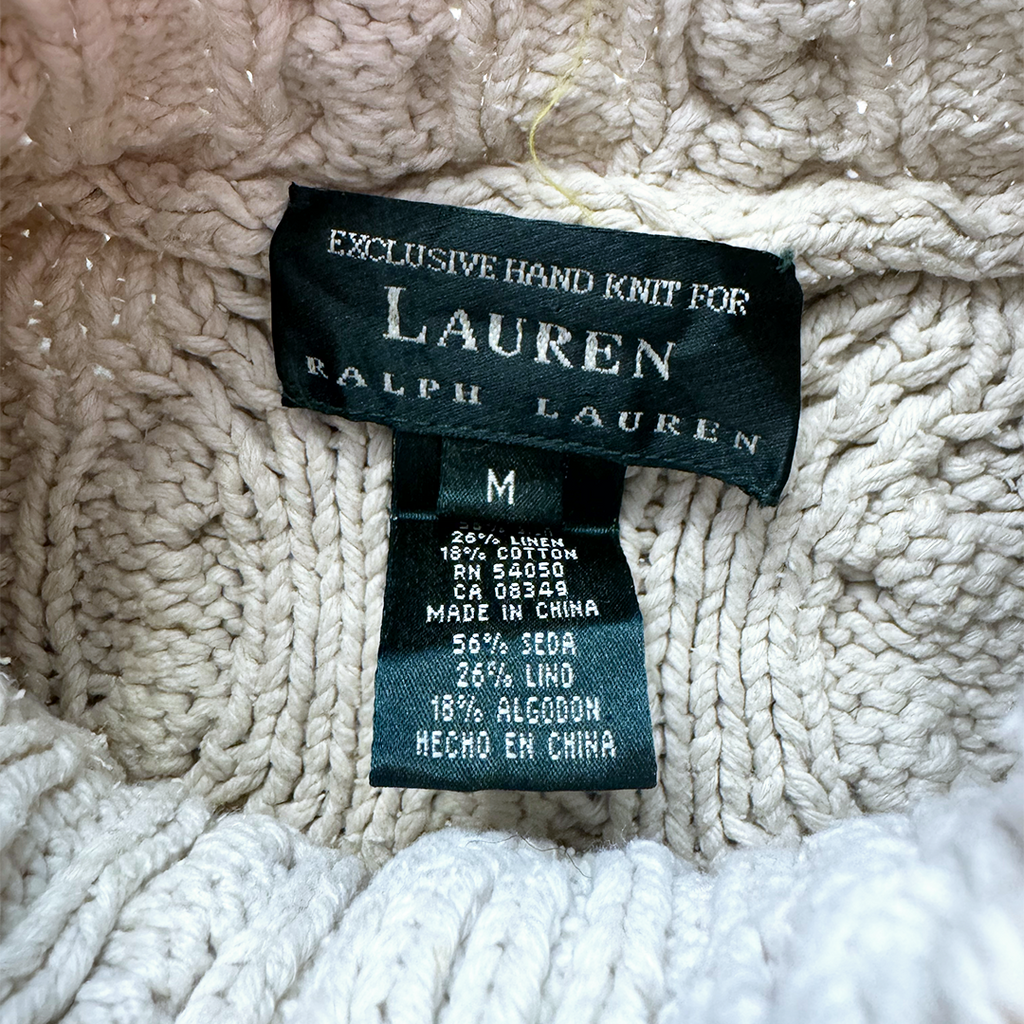 EXCLUSIVE HAND KNIT FOR
LAUREN
RALPH LAUREN
M
26% LINEN
18% COTTON
RN 54050
CA 08349
MADE IN CHINA
56% SEDA
26% LINO
18% ALGODON
HECHO EN CHINA